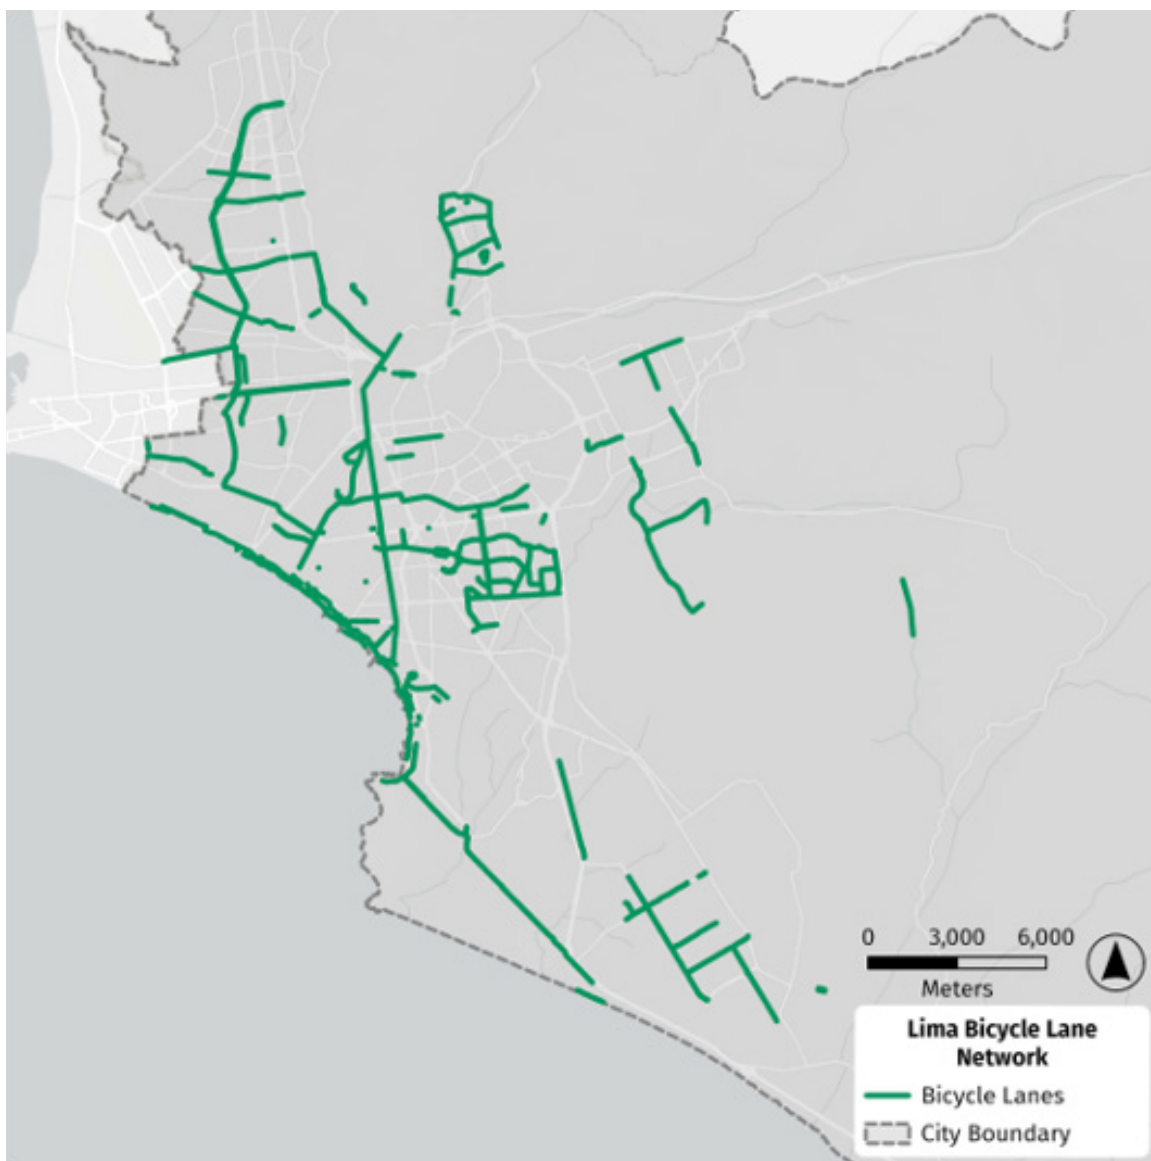 0 3,000 6,000
Meters
Lima Bicycle Lane
Network
Bicycle Lanes
City Boundary